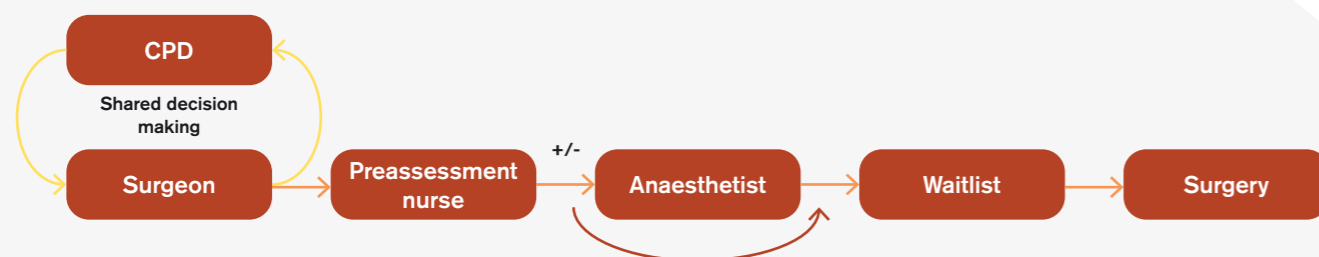 CPD
Shared decision
making
Surgeon
Preassessment
nurse
+/-
Anaesthetist
Waitlist
Surgery